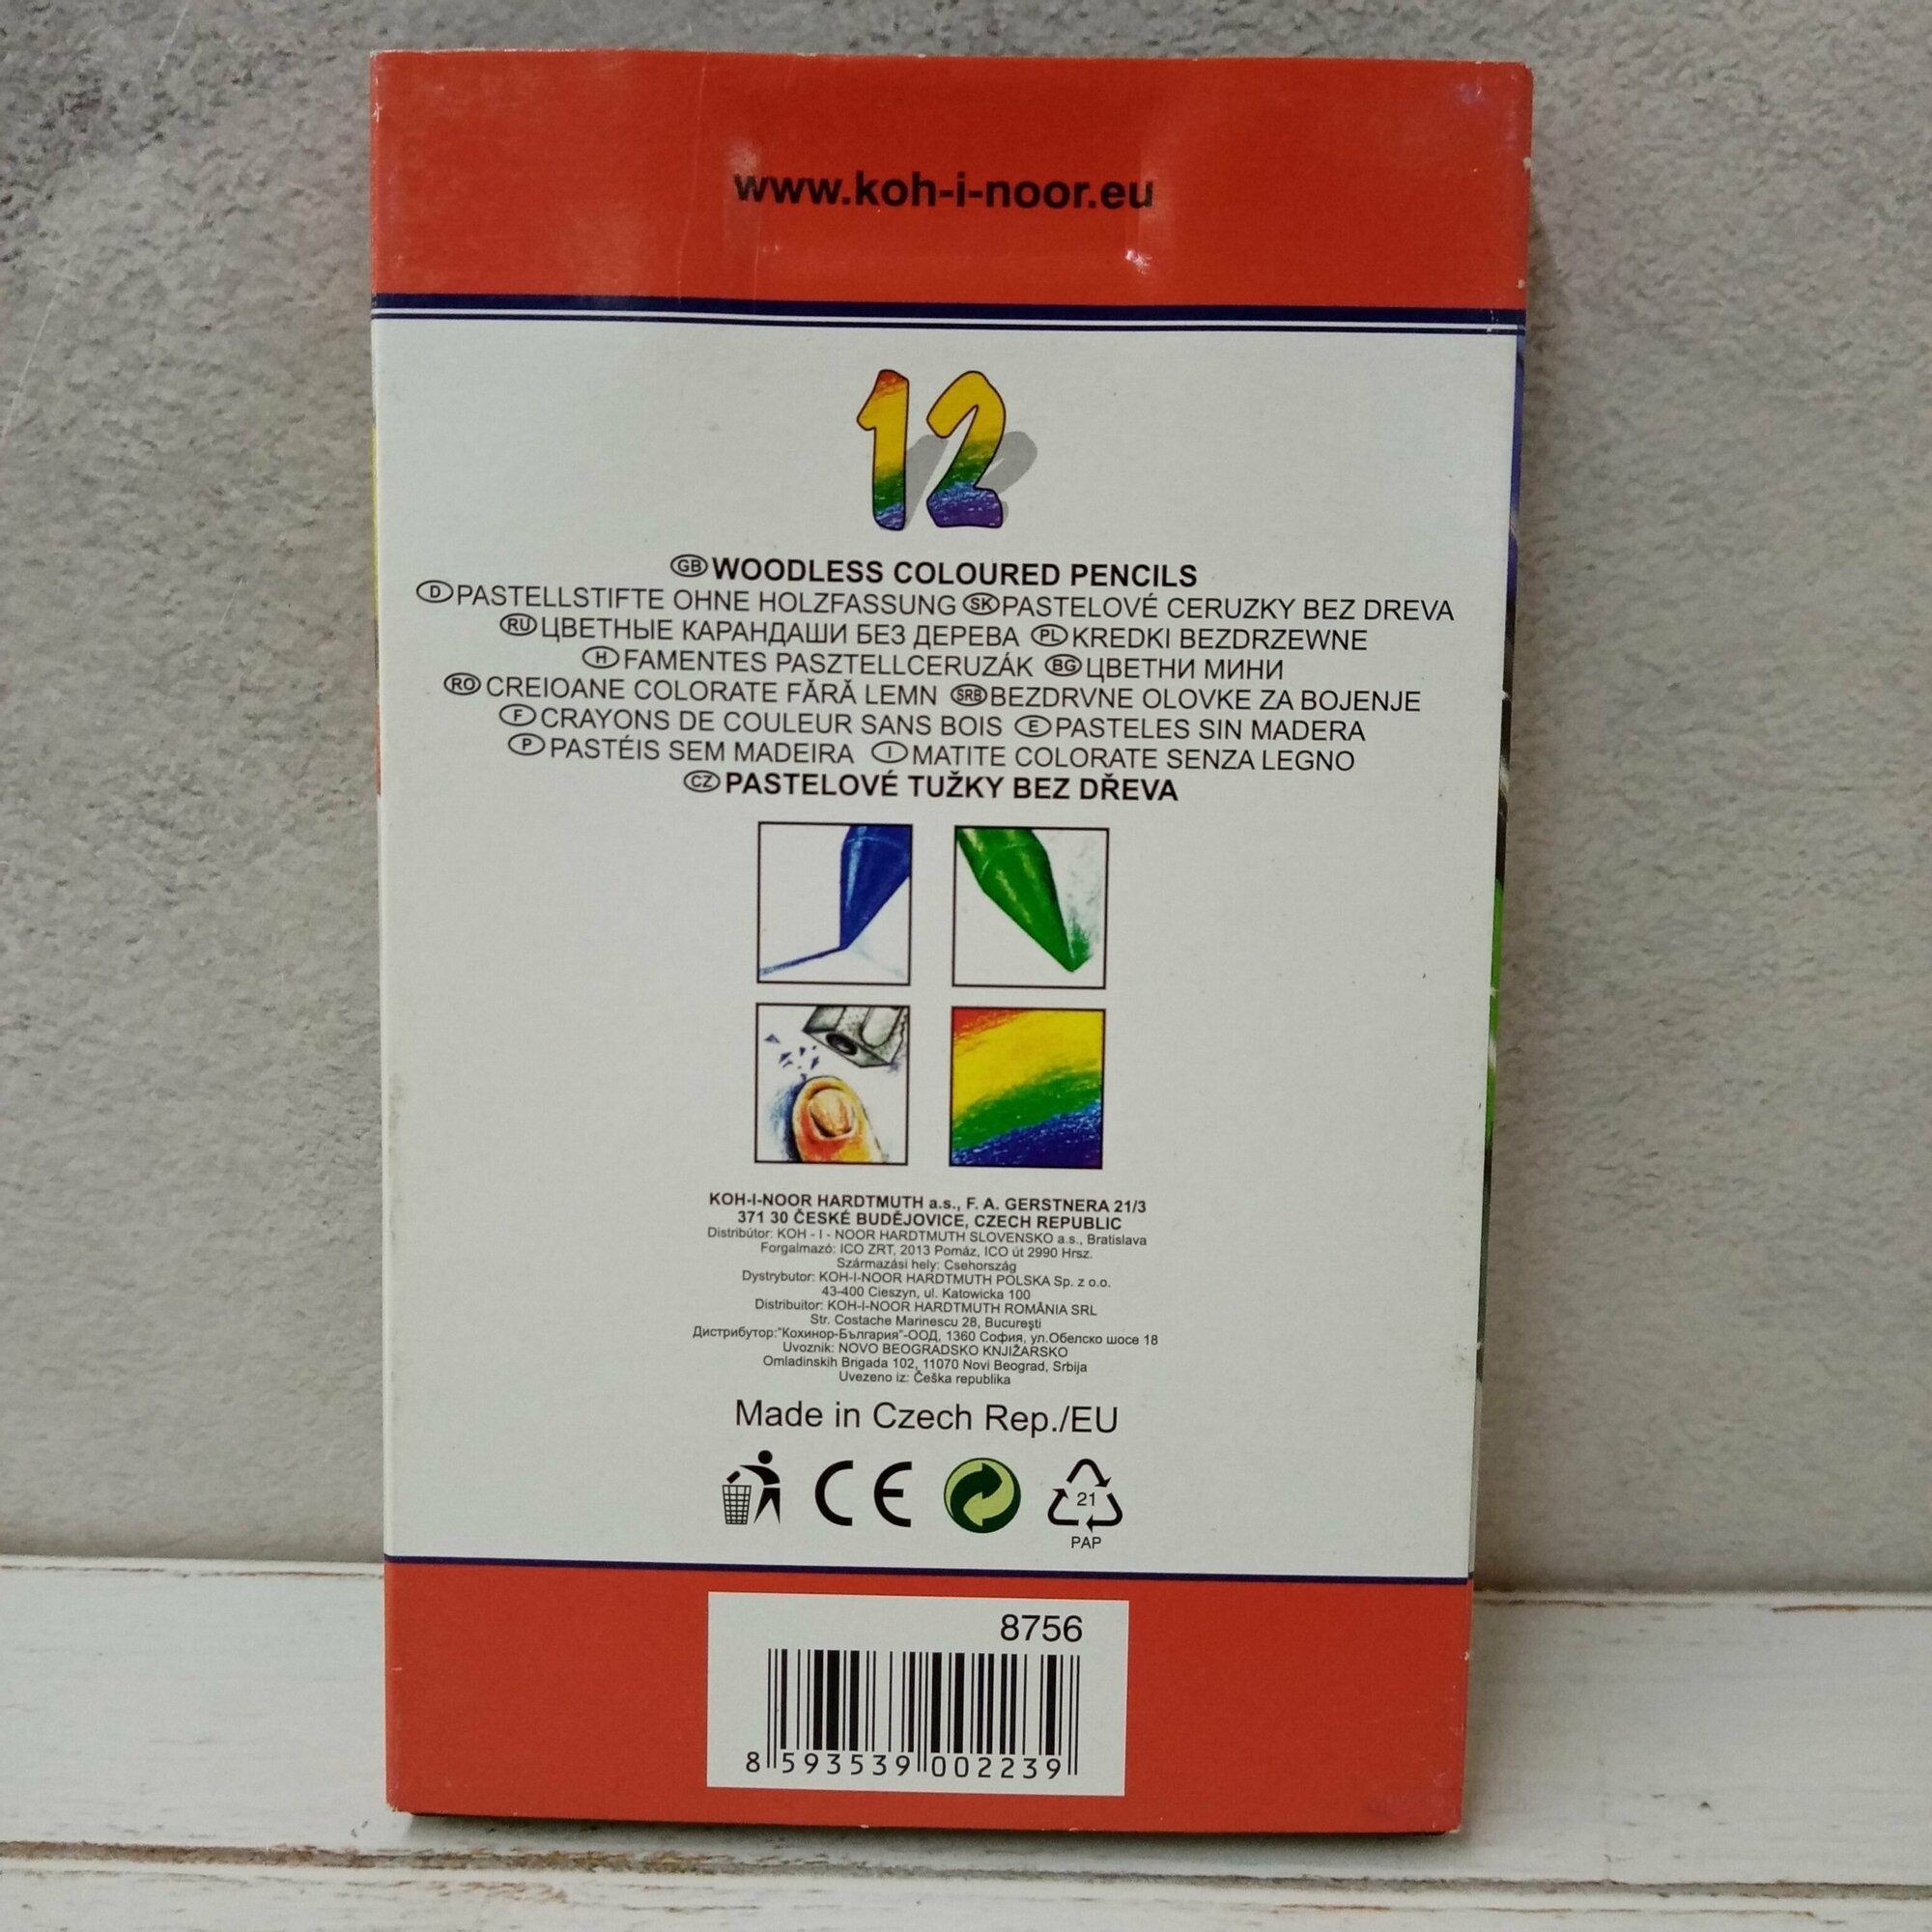 www.koh-i-noor.eu
12
GB WOODLESS COLOURED PENCILS
D PASTELLSTIFTE OHNE HOLZFASSUNG SK PASTELOVÉ CERUZKY BEZ DREVA
RU ЦВЕТНЫЕ КАРАНДАШИ БЕЗ ДЕРЕВА PL KREDKI BEZDRZEWNE
H FAMENTES PASZTELLCERUZÁK BG ЦВЕТНИ МИНИ
RO CREIOANE COLORATE FĂRĂ LEMN SRB BEZDRVNE OLOVKE ZA BOJENJE
F CRAYONS DE COULEUR SANS BOIS E PASTELES SIN MADERA
P PASTÉIS SEM MADEIRA I MATITE COLORATE SENZA LEGNO
CZ PASTELOVÉ TUŽKY BEZ DŘEVA
KOH-I-NOOR HARDTMUTH a.s., F. A. GERSTNERA 21/3
371 30 ČESKÉ BUDĚJOVICE, CZECH REPUBLIC
Distribútor: KOH - I - NOOR HARDTMUTH SLOVENSKO a.s., Bratislava
Forgalmazó: ICO ZRT, 2013 Pomáz, ICO út 2990 Hrsz.
Származási hely: Csehország
Dystrybutor: KOH-I-NOOR HARDTMUTH POLSKA Sp. z o.o.
43-400 Cieszyn, ul. Katowicka 100
Distribuitor: KOH-I-NOOR HARDTMUTH ROMÂNIA SRL
Str. Costache Marinescu 28, Bucureşti
Дистрибутор:"Кохинор-България"-ООД, 1360 София, ул.Обелско шосе 18
Uvoznik: NOVO BEOGRADSKO KNJIŽARSKO
Omladinskih Brigada 102, 11070 Novi Beograd, Srbija
Uvezeno iz: Češka republika
Made in Czech Rep./EU
CE
21
PAP
8756
8 593539 002239